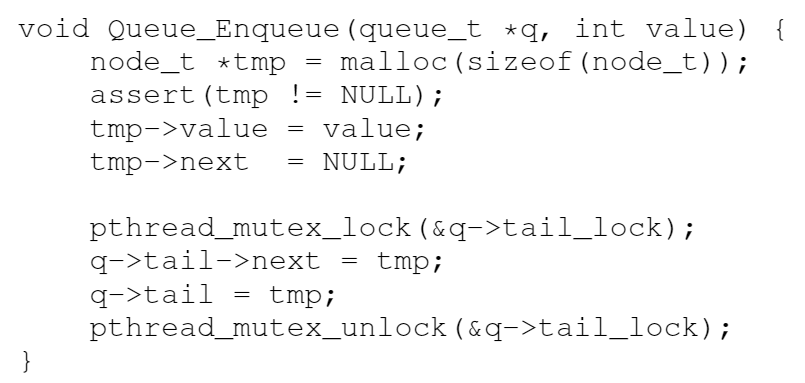 void Queue_Enqueue(queue_t *q, int value) {
    node_t *tmp = malloc(sizeof(node_t));
    assert(tmp != NULL);
    tmp->value = value;
    tmp->next  = NULL;

    pthread_mutex_lock(&q->tail_lock);
    q->tail->next = tmp;
    q->tail = tmp;
    pthread_mutex_unlock(&q->tail_lock);
}